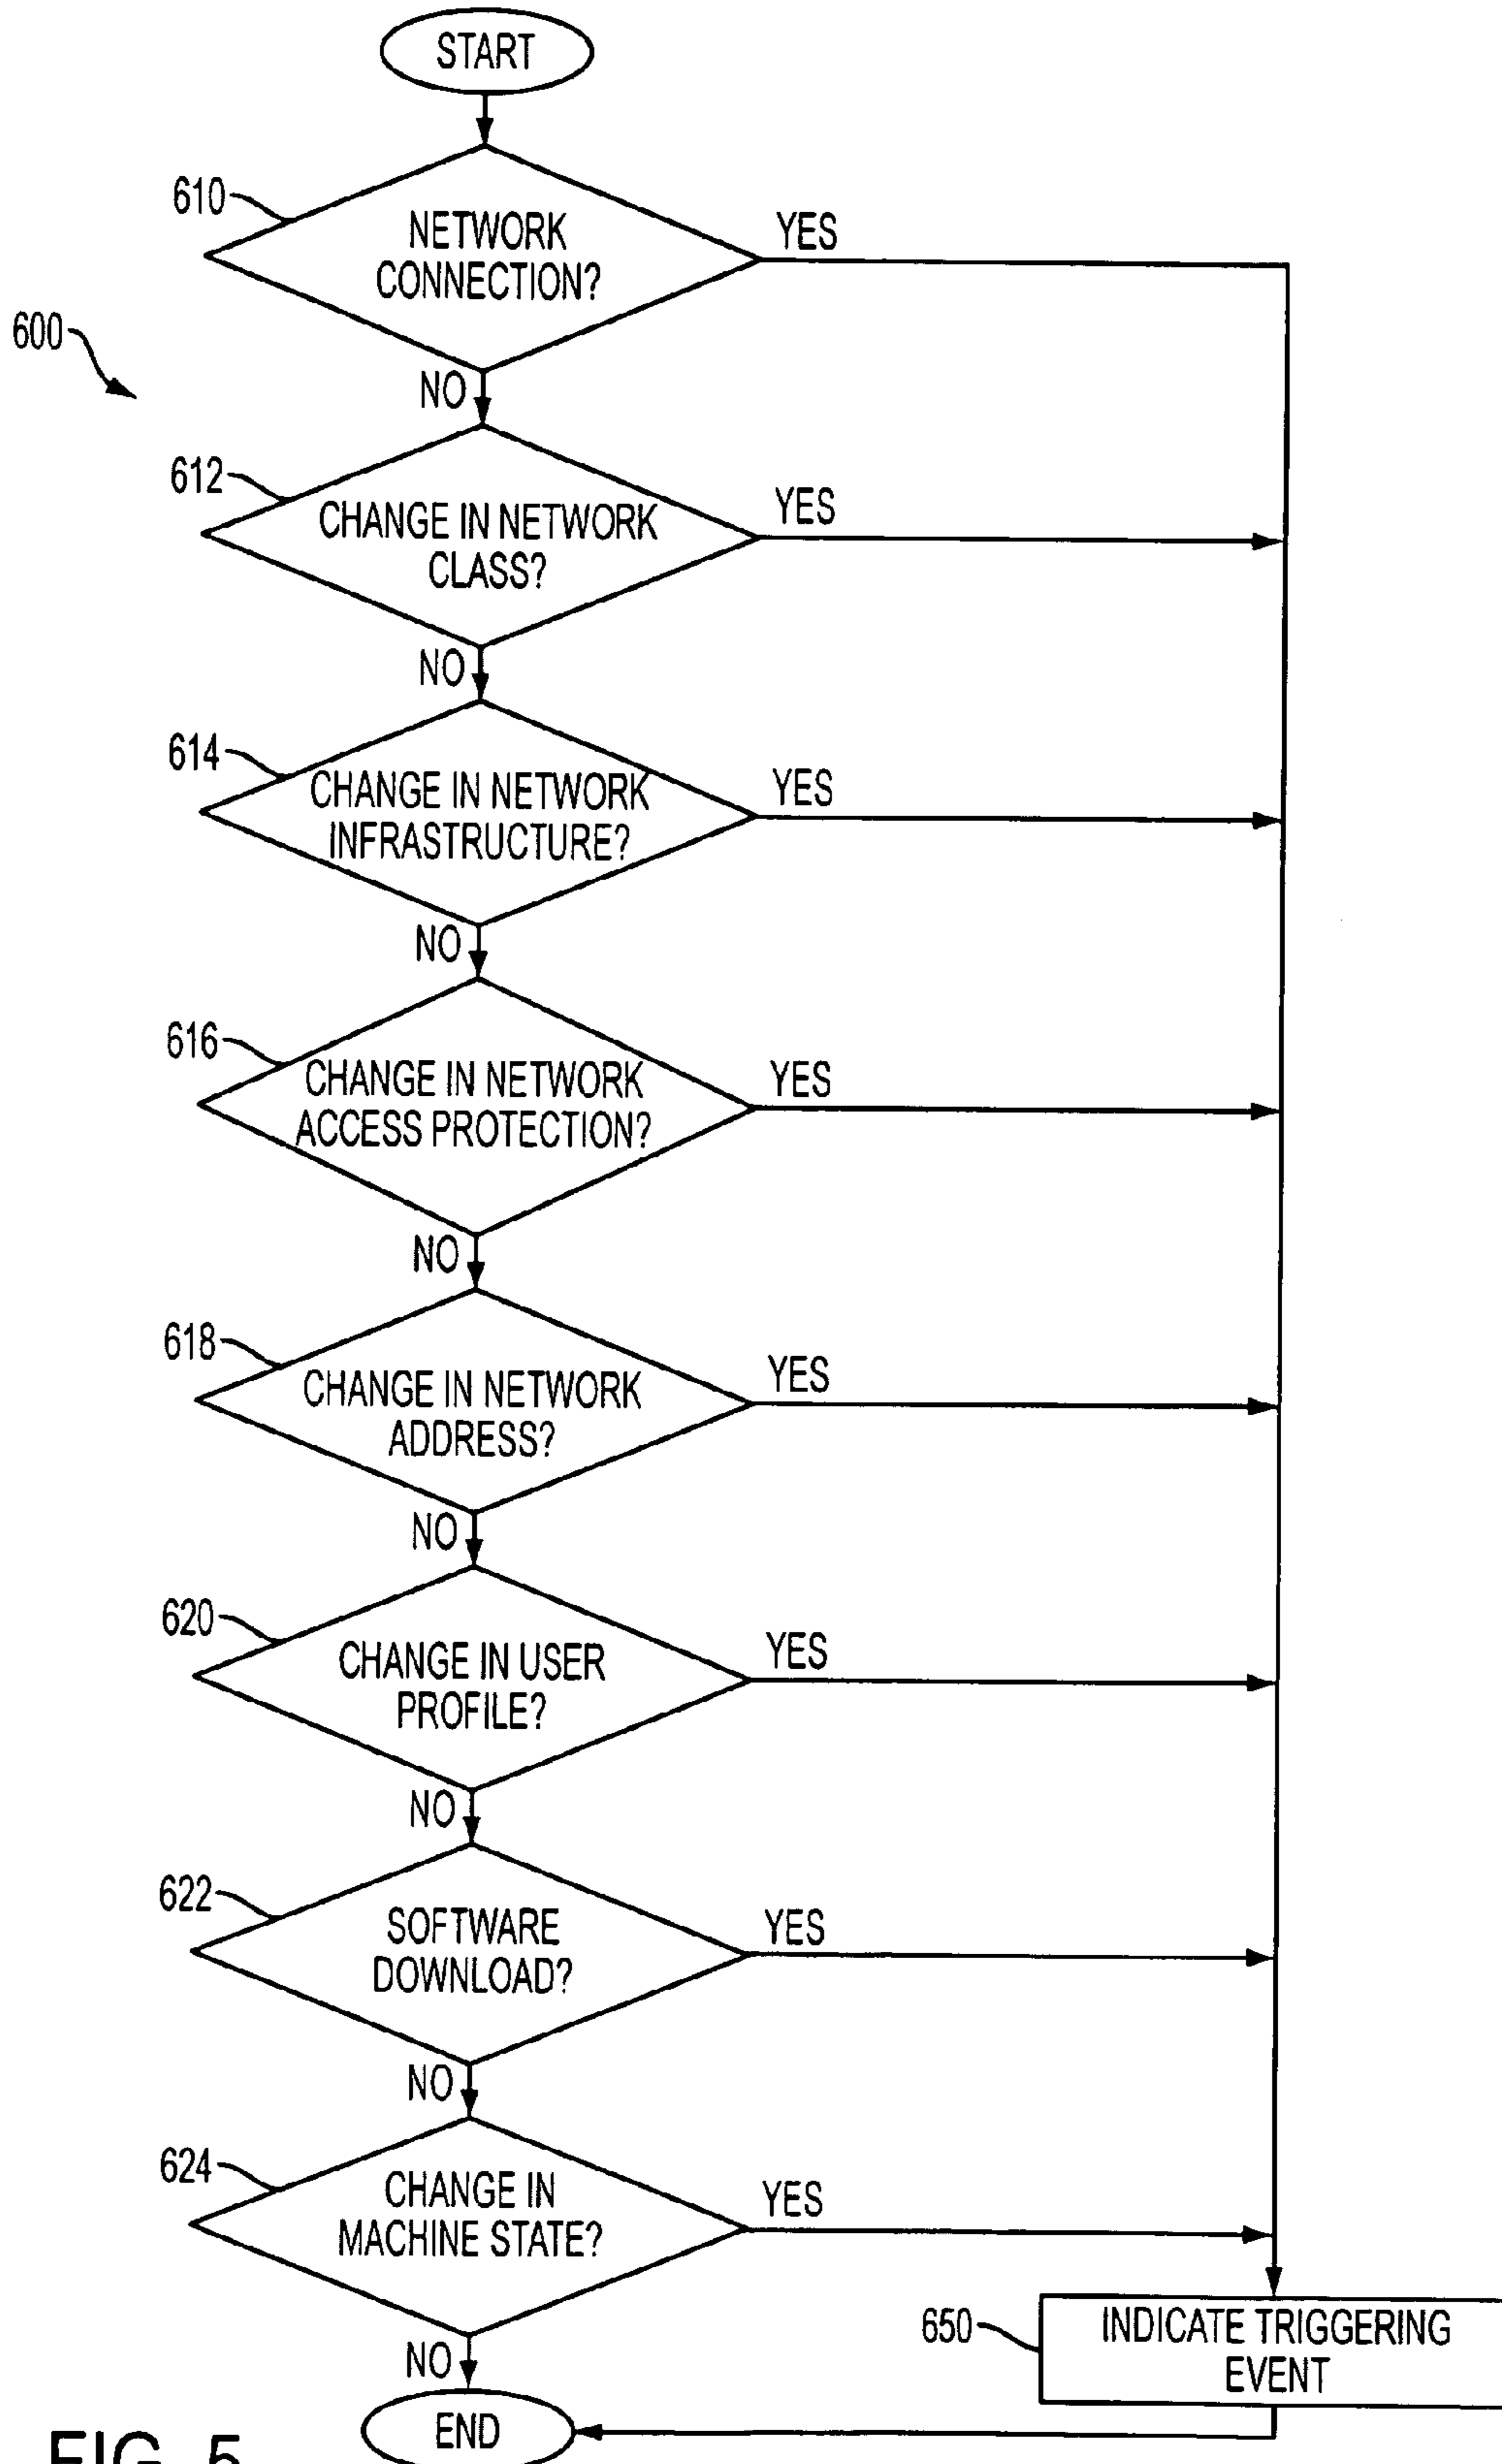 START
610
NETWORK
CONNECTION?
YES
600
NO
612
CHANGE IN NETWORK
CLASS?
YES
NO
614
CHANGE IN NETWORK
INFRASTRUCTURE?
YES
NO
616
CHANGE IN NETWORK
ACCESS PROTECTION?
YES
NO
618
CHANGE IN NETWORK
ADDRESS?
YES
NO
620
CHANGE IN USER
PROFILE?
YES
NO
622
SOFTWARE
DOWNLOAD?
YES
NO
624
CHANGE IN
MACHINE STATE?
YES
650
INDICATE TRIGGERING
EVENT
NO
END
FIG. 5